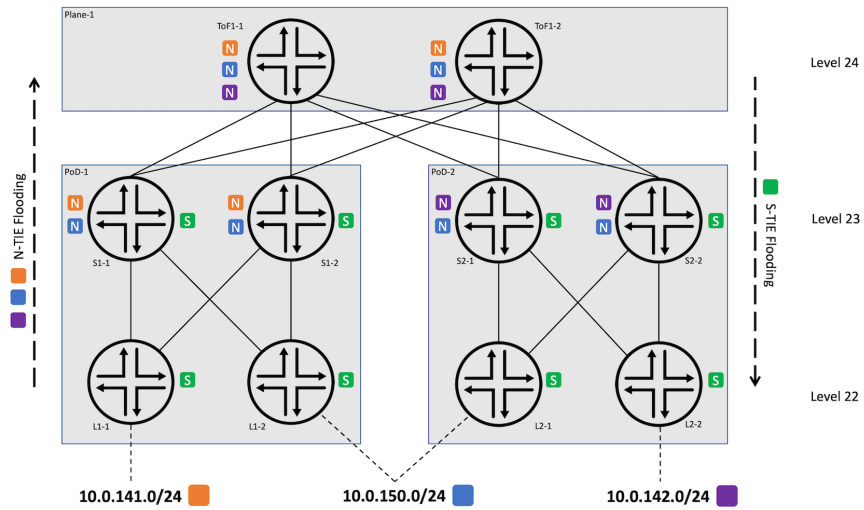 Plane-1
ToF1-1
ToF1-2
N
N
N
N
N
N
Level 24
N-TIE Flooding
S-TIE Flooding
PoD-1
PoD-2
N
N
S
N
N
S
N
N
S
N
N
S
Level 23
S1-1
S1-2
S2-1
S2-2
S
S
S
S
Level 22
L1-1
L1-2
L2-1
L2-2
10.0.141.0/24
10.0.150.0/24
10.0.142.0/24